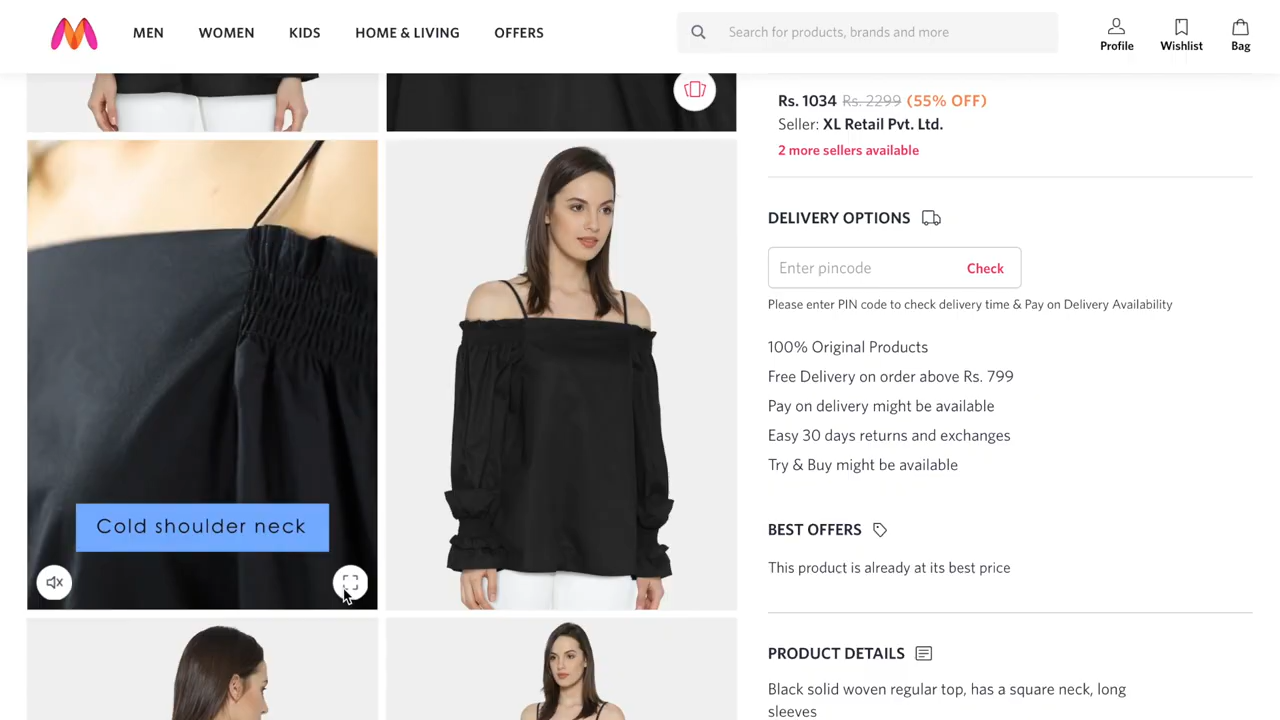 MEN WOMEN KIDS HOME & LIVING OFFERS
Search for products, brands and more
Profile Wishlist Bag
Cold shoulder neck
Rs. 1034 Rs. 2299 (55% OFF)
Seller: XL Retail Pvt. Ltd.
2 more sellers available
DELIVERY OPTIONS
Enter pincode Check
Please enter PIN code to check delivery time & Pay on Delivery Availability
100% Original Products
Free Delivery on order above Rs. 799
Pay on delivery might be available
Easy 30 days returns and exchanges
Try & Buy might be available
BEST OFFERS
This product is already at its best price
PRODUCT DETAILS
Black solid woven regular top, has a square neck, long
sleeves